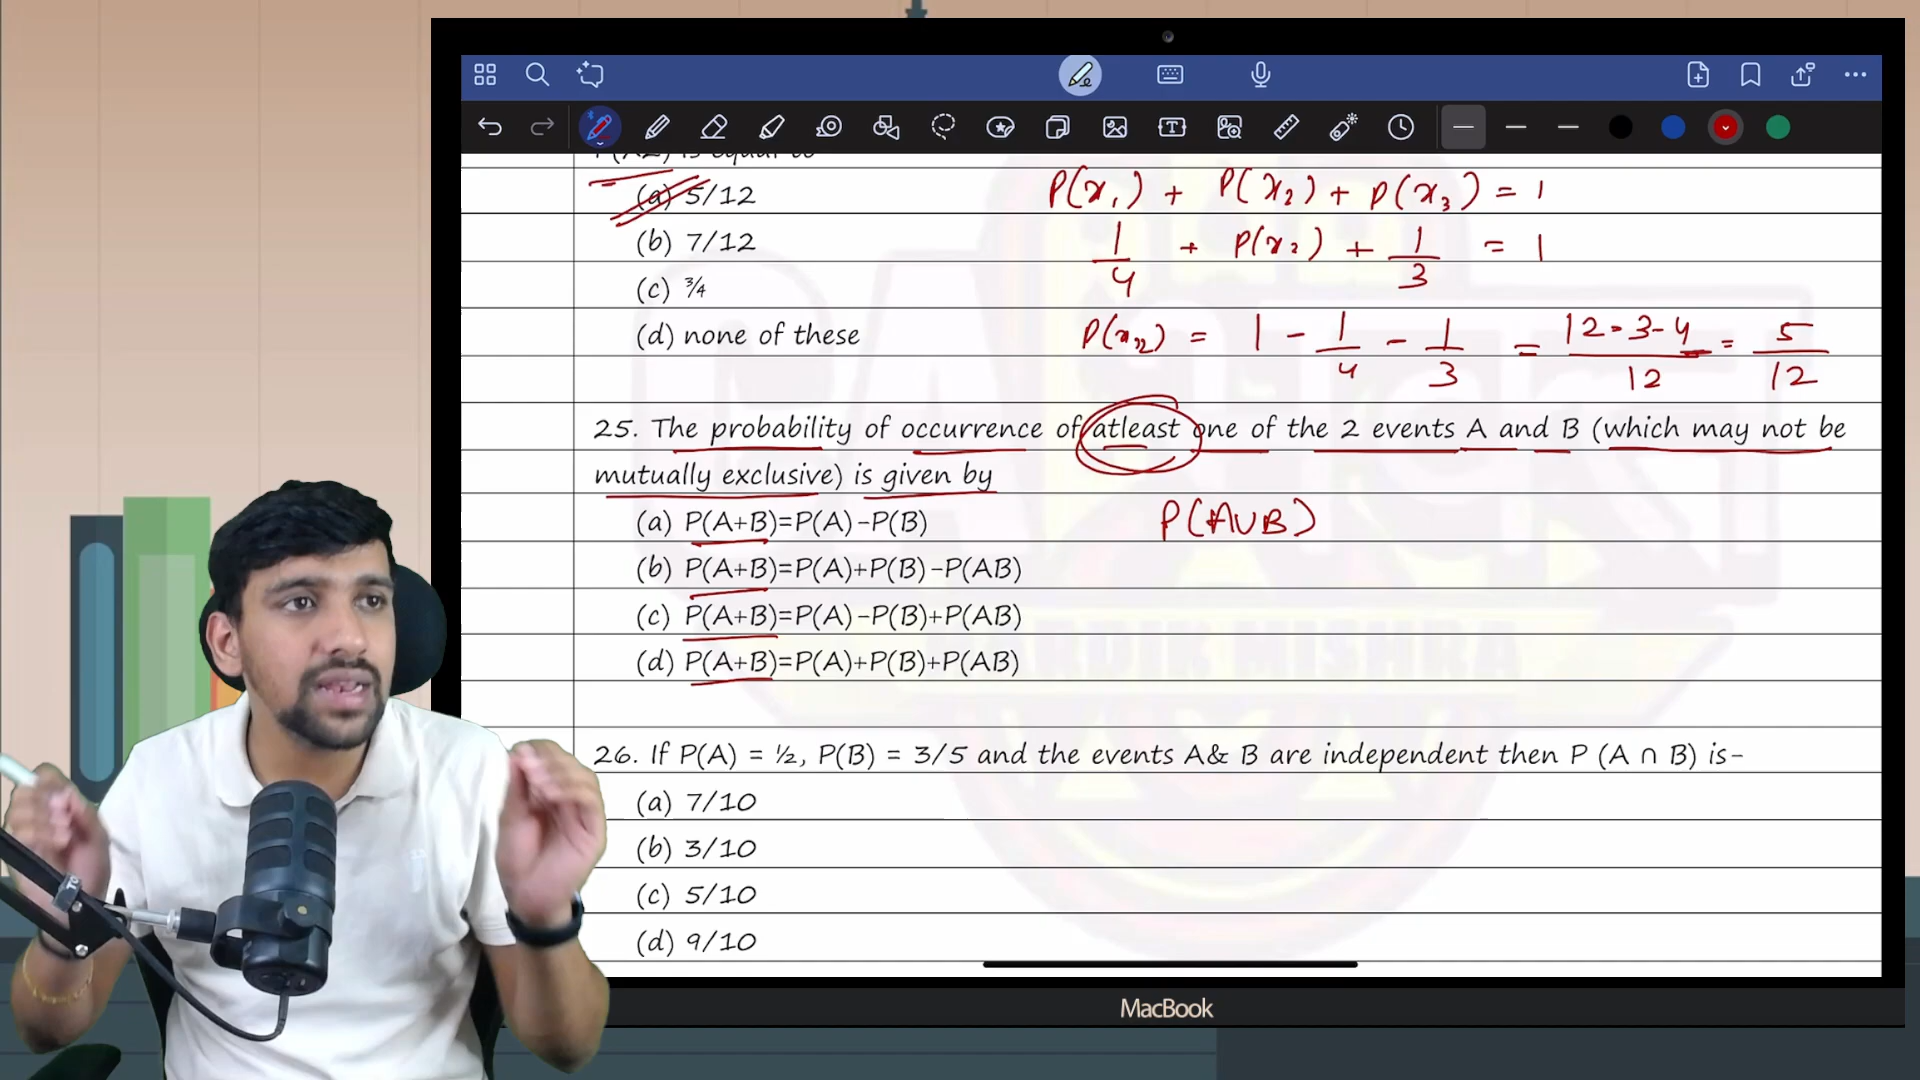 P(X2) is equal to
(a) 5/12
P(x₁) + P(x₂) + P(x₃) = 1
(b) 7/12
1/4 + P(x₂) + 1/3 = 1
(c) ¾
(d) none of these
P(x₂) = 1 - 1/4 - 1/3 = 12-3-4/12 = 5/12
25. The probability of occurrence of atleast one of the 2 events A and B (which may not be
mutually exclusive) is given by
(a) P(A+B)=P(A)-P(B)
P(A∪B)
(b) P(A+B)=P(A)+P(B)-P(AB)
(c) P(A+B)=P(A)-P(B)+P(AB)
(d) P(A+B)=P(A)+P(B)+P(AB)
26. If P(A) = ½, P(B) = 3/5 and the events A& B are independent then P (A ∩ B) is-
(a) 7/10
(b) 3/10
(c) 5/10
(d) 9/10
MacBook